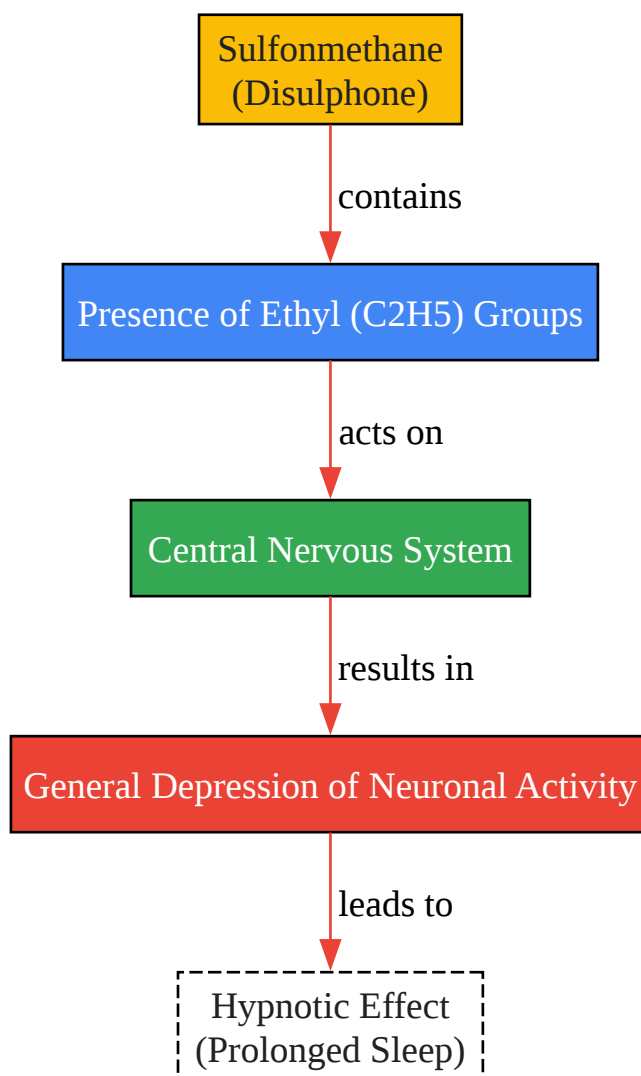 Sulfonmethane
(Disulphone)
contains
Presence of Ethyl (C2H5) Groups
acts on
Central Nervous System
results in
General Depression of Neuronal Activity
leads to
Hypnotic Effect
(Prolonged Sleep)